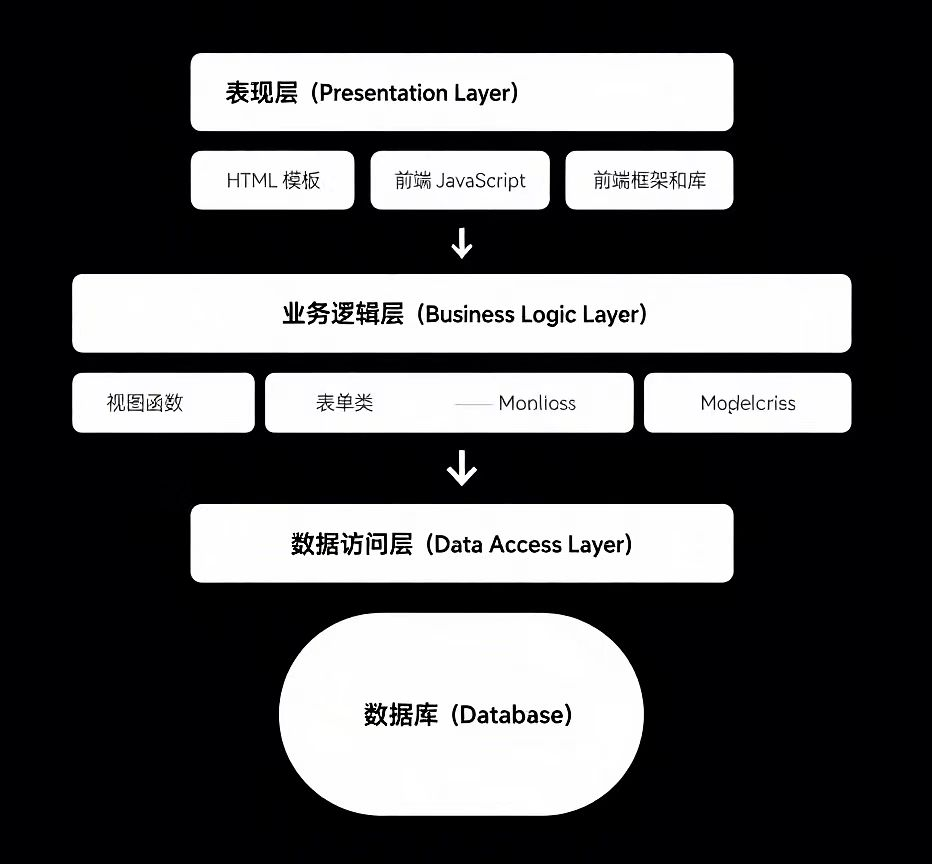 表现层（Presentation Layer）
HTML 模板
前端 JavaScript
前端框架和库
业务逻辑层（Business Logic Layer）
视图函数
表单类
—— Monlioss
Modelcriss
数据访问层（Data Access Layer）
数据库（Database）